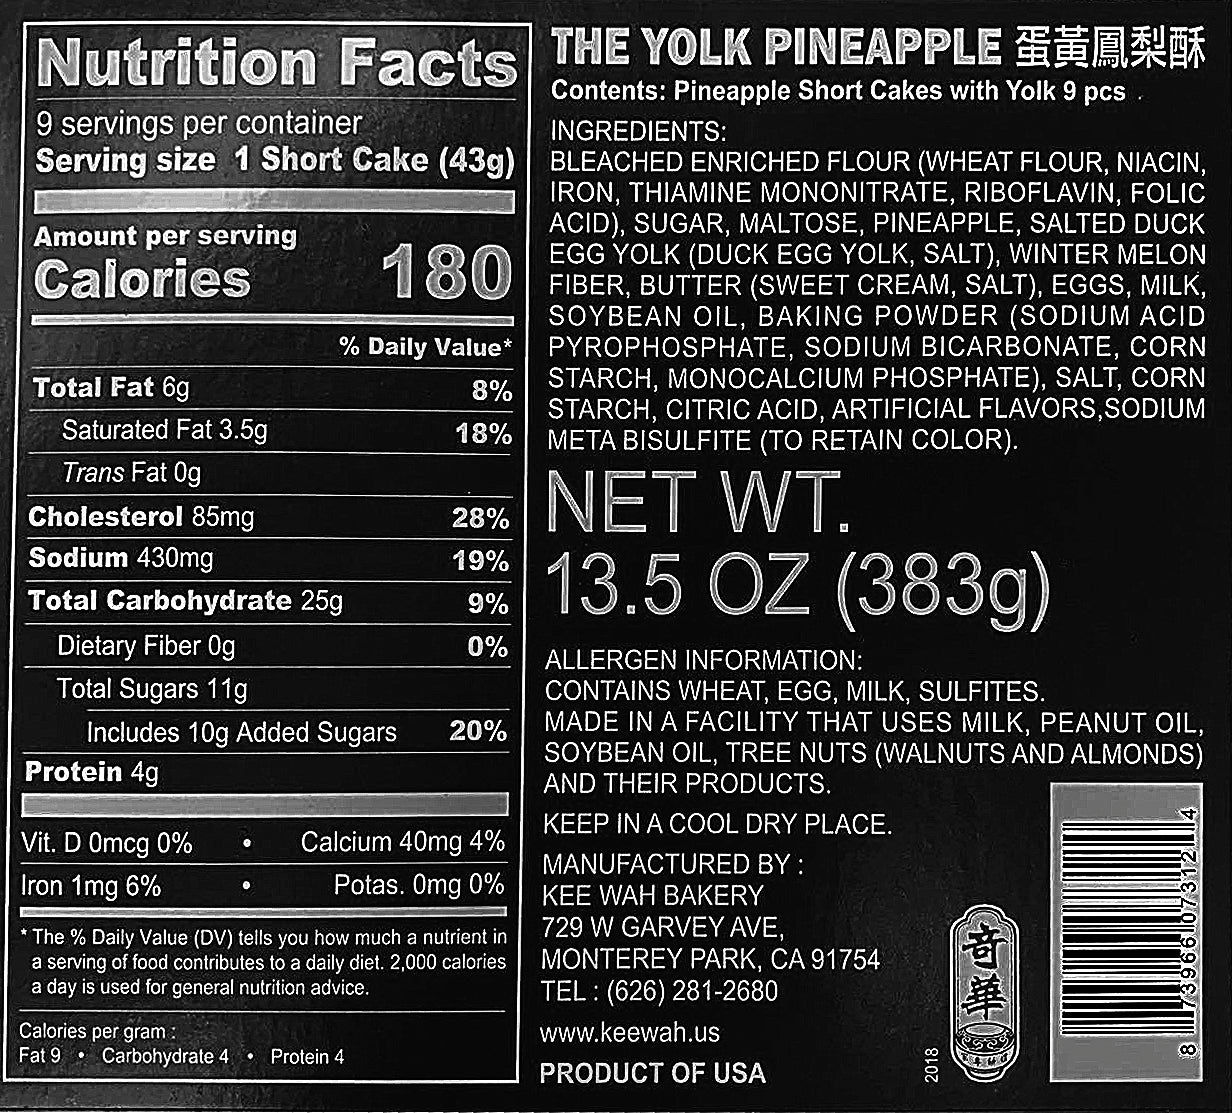 Nutrition Facts
9 servings per container
Serving size 1 Short Cake (43g)
Amount per serving
Calories 180
% Daily Value*
Total Fat 6g 8%
Saturated Fat 3.5g 18%
Trans Fat 0g
Cholesterol 85mg 28%
Sodium 430mg 19%
Total Carbohydrate 25g 9%
Dietary Fiber 0g 0%
Total Sugars 11g
Includes 10g Added Sugars 20%
Protein 4g
Vit. D 0mcg 0% • Calcium 40mg 4%
Iron 1mg 6% • Potas. 0mg 0%
* The % Daily Value (DV) tells you how much a nutrient in
a serving of food contributes to a daily diet. 2,000 calories
a day is used for general nutrition advice.
Calories per gram :
Fat 9 • Carbohydrate 4 • Protein 4
THE YOLK PINEAPPLE 蛋黃鳳梨酥
Contents: Pineapple Short Cakes with Yolk 9 pcs .
INGREDIENTS:
BLEACHED ENRICHED FLOUR (WHEAT FLOUR, NIACIN,
IRON, THIAMINE MONONITRATE, RIBOFLAVIN, FOLIC
ACID), SUGAR, MALTOSE, PINEAPPLE, SALTED DUCK
EGG YOLK (DUCK EGG YOLK, SALT), WINTER MELON
FIBER, BUTTER (SWEET CREAM, SALT), EGGS, MILK,
SOYBEAN OIL, BAKING POWDER (SODIUM ACID
PYROPHOSPHATE, SODIUM BICARBONATE, CORN
STARCH, MONOCALCIUM PHOSPHATE), SALT, CORN
STARCH, CITRIC ACID, ARTIFICIAL FLAVORS,SODIUM
META BISULFITE (TO RETAIN COLOR).
NET WT.
13.5 OZ (383g)
ALLERGEN INFORMATION:
CONTAINS WHEAT, EGG, MILK, SULFITES.
MADE IN A FACILITY THAT USES MILK, PEANUT OIL,
SOYBEAN OIL, TREE NUTS (WALNUTS AND ALMONDS)
AND THEIR PRODUCTS.
KEEP IN A COOL DRY PLACE.
MANUFACTURED BY :
KEE WAH BAKERY
729 W GARVEY AVE,
MONTEREY PARK, CA 91754
TEL : (626) 281-2680
www.keewah.us
PRODUCT OF USA
2018
奇華
8 73966 07312 4